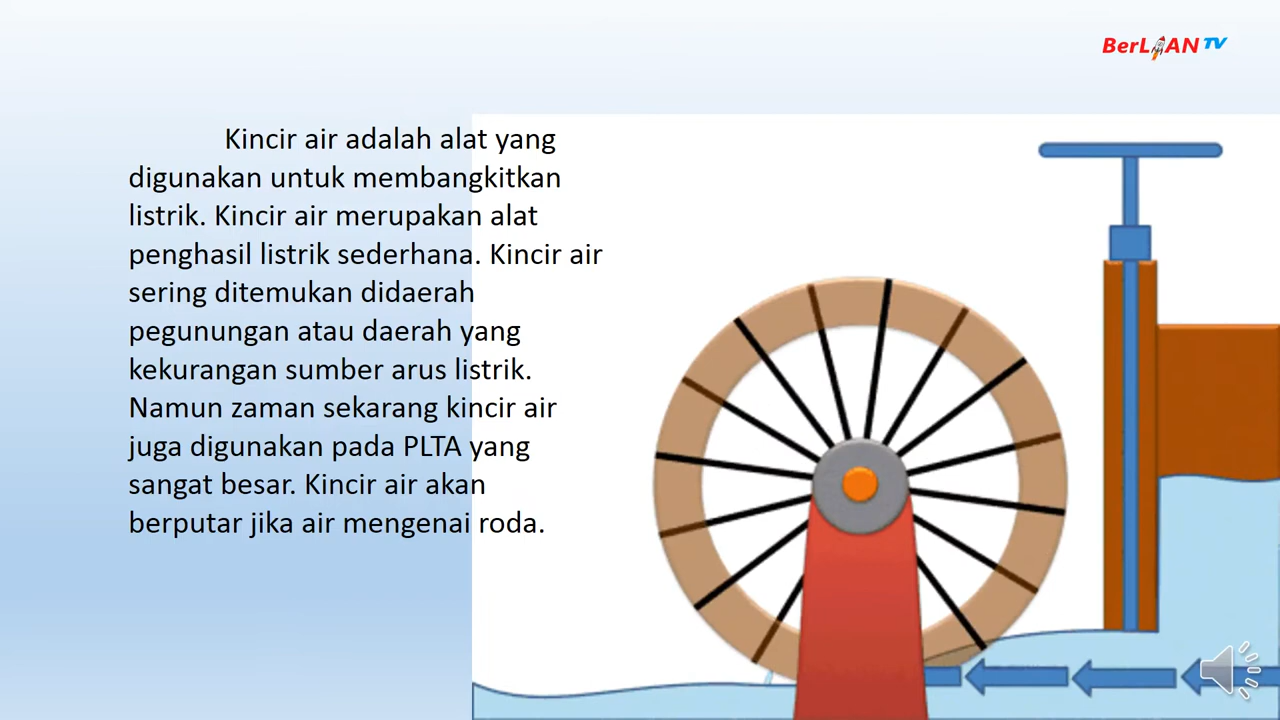 BerLIAN TV
Kincir air adalah alat yang
digunakan untuk membangkitkan
listrik. Kincir air merupakan alat
penghasil listrik sederhana. Kincir air
sering ditemukan didaerah
pegunungan atau daerah yang
kekurangan sumber arus listrik.
Namun zaman sekarang kincir air
juga digunakan pada PLTA yang
sangat besar. Kincir air akan
berputar jika air mengenai roda.